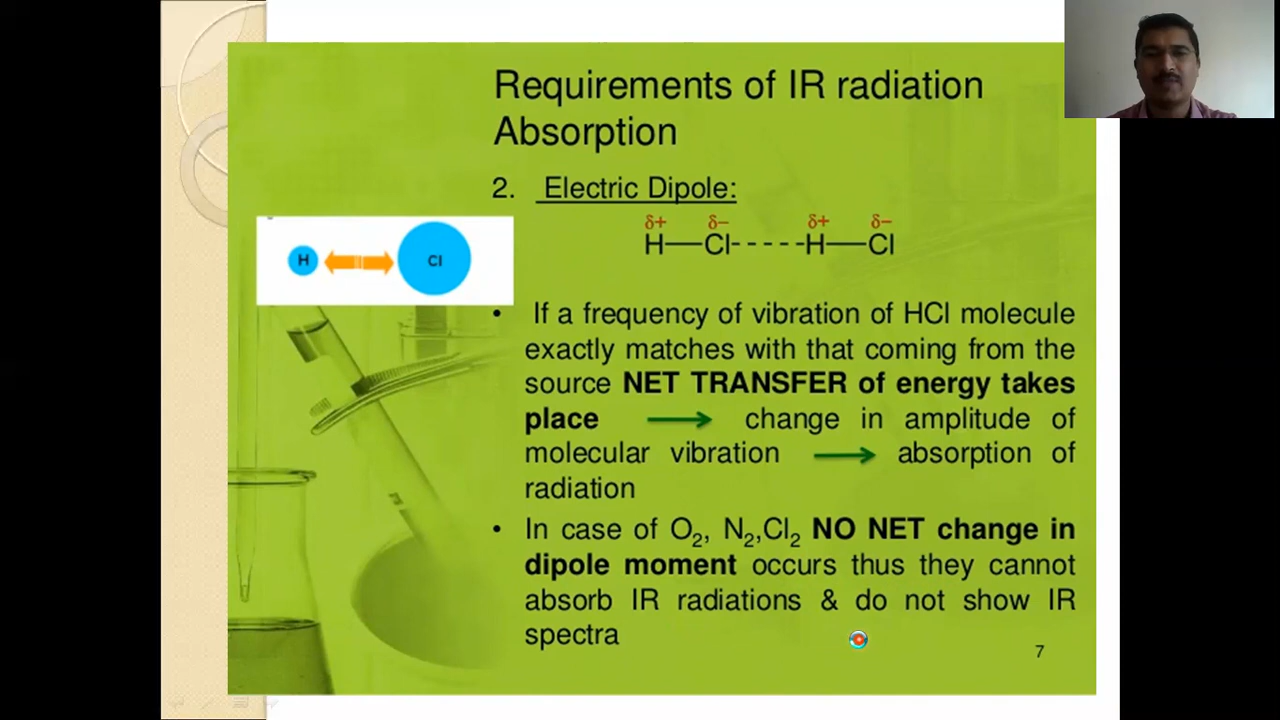 Requirements of IR radiation
Absorption
2. Electric Dipole:
δ+ δ– δ+ δ–
H—Cl-----H—Cl
H Cl
• If a frequency of vibration of HCl molecule
exactly matches with that coming from the
source NET TRANSFER of energy takes
place → change in amplitude of
molecular vibration → absorption of
radiation
• In case of O₂, N₂,Cl₂ NO NET change in
dipole moment occurs thus they cannot
absorb IR radiations & do not show IR
spectra
7